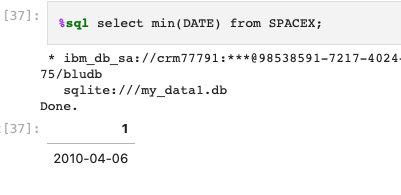 [37]: %sql select min(DATE) from SPACEX;
* ibm_db_sa://crm77791:***@98538591-7217-4024-
75/bludb
sqlite:///my_data1.db
Done.
[37]: 1
2010-04-06